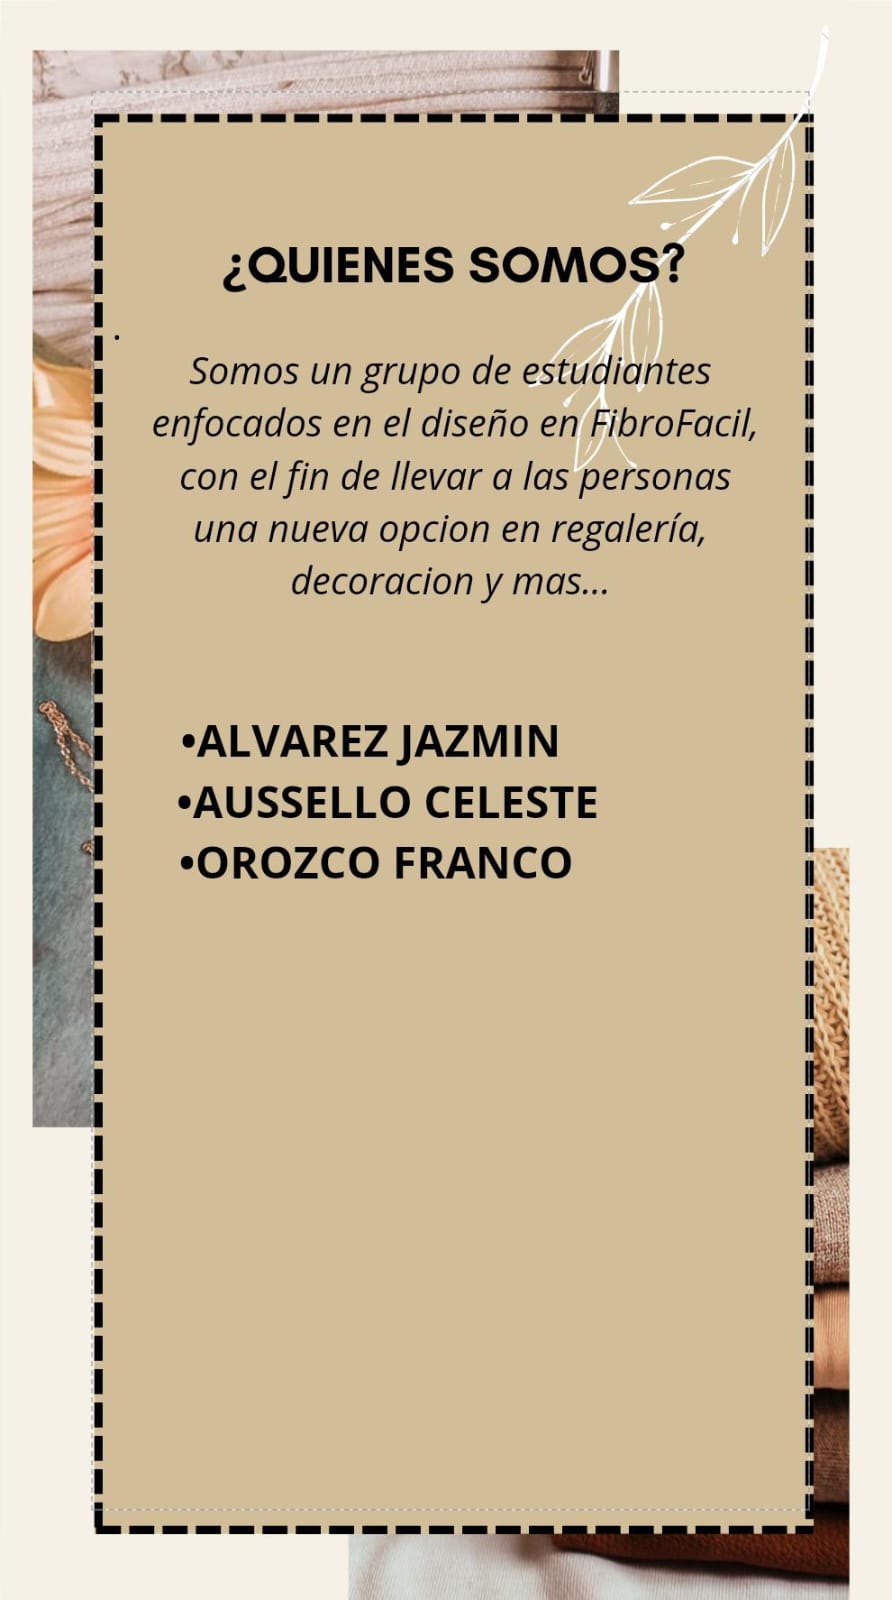 ¿QUIENES SOMOS?
.
Somos un grupo de estudiantes
enfocados en el diseño en FibroFacil,
con el fin de llevar a las personas
una nueva opcion en regalería,
decoracion y mas...
•ALVAREZ JAZMIN
•AUSSELLO CELESTE
•OROZCO FRANCO